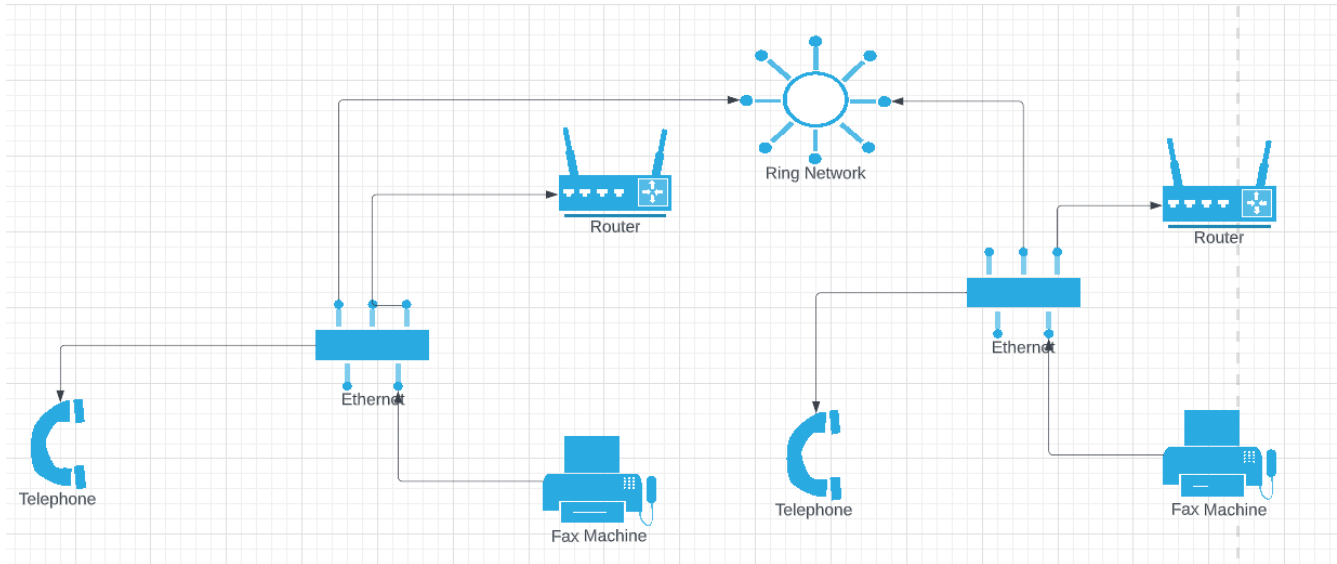 Ring Network
Router
Router
Ethernet
Ethernet
Telephone
Fax Machine
Telephone
Fax Machine